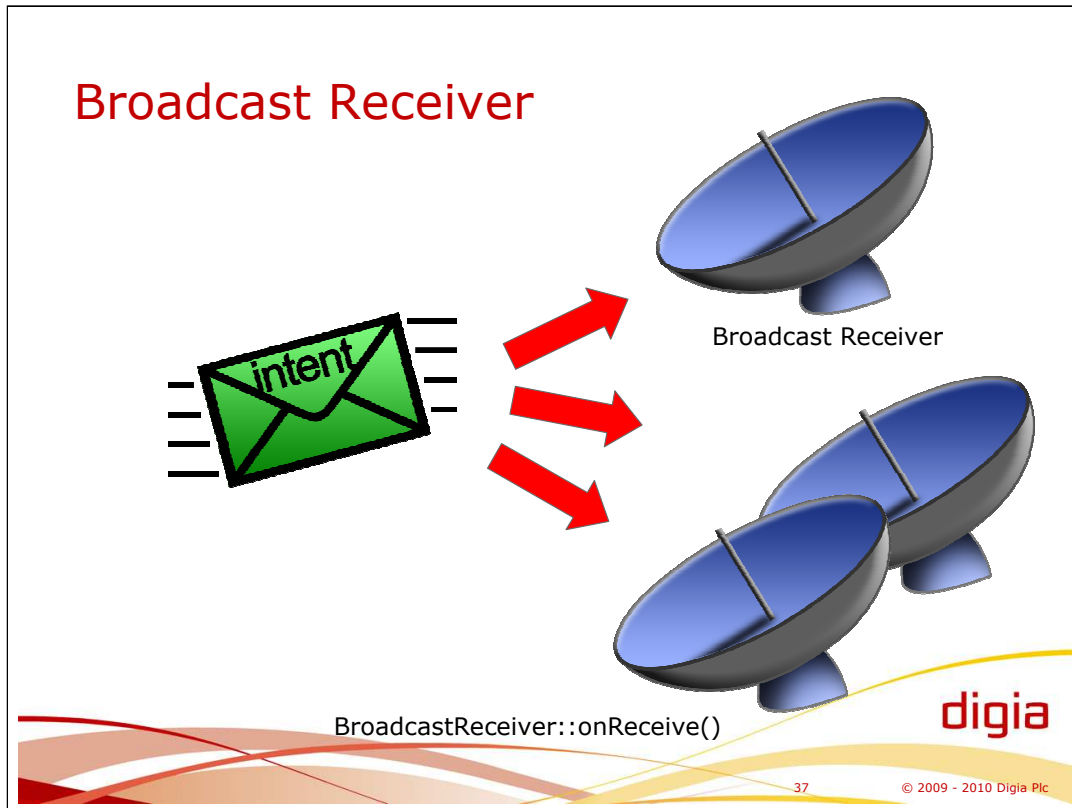 Broadcast Receiver
intent
Broadcast Receiver
BroadcastReceiver::onReceive()
digia
37
© 2009 - 2010 Digia Plc